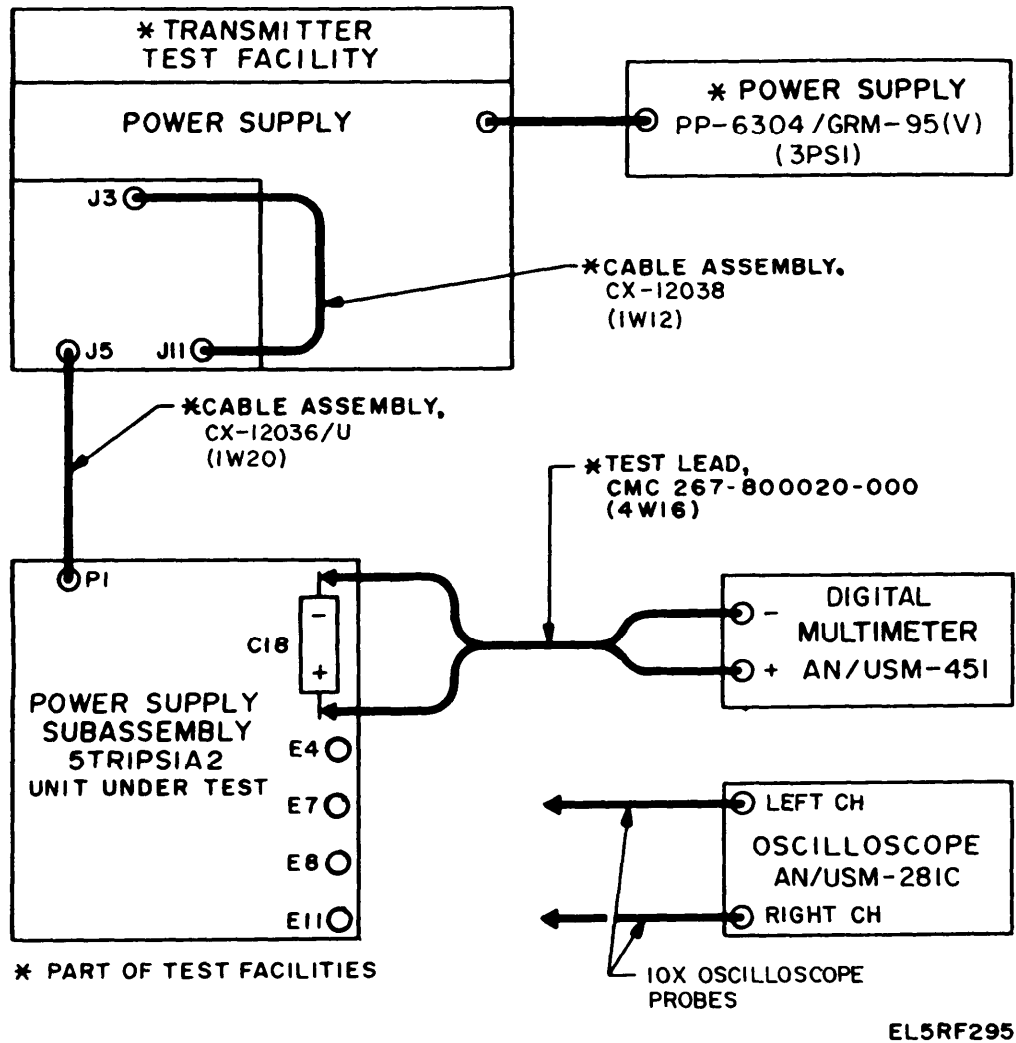 * TRANSMITTER
TEST FACILITY
POWER SUPPLY
* POWER SUPPLY
PP-6304/GRM-95(V)
(3PS1)
J3
J5
J11
*CABLE ASSEMBLY,
CX-12038
(1W12)
*CABLE ASSEMBLY,
CX-12036/U
(1W20)
*TEST LEAD,
CMC 267-800020-000
(4W16)
P1
-
C18
+
POWER SUPPLY
SUBASSEMBLY
5TR1PS1A2
UNIT UNDER TEST
E4
E7
E8
E11
-
+
DIGITAL
MULTIMETER
AN/USM-451
LEFT CH
OSCILLOSCOPE
AN/USM-281C
RIGHT CH
* PART OF TEST FACILITIES
10X OSCILLOSCOPE
PROBES
EL5RF295